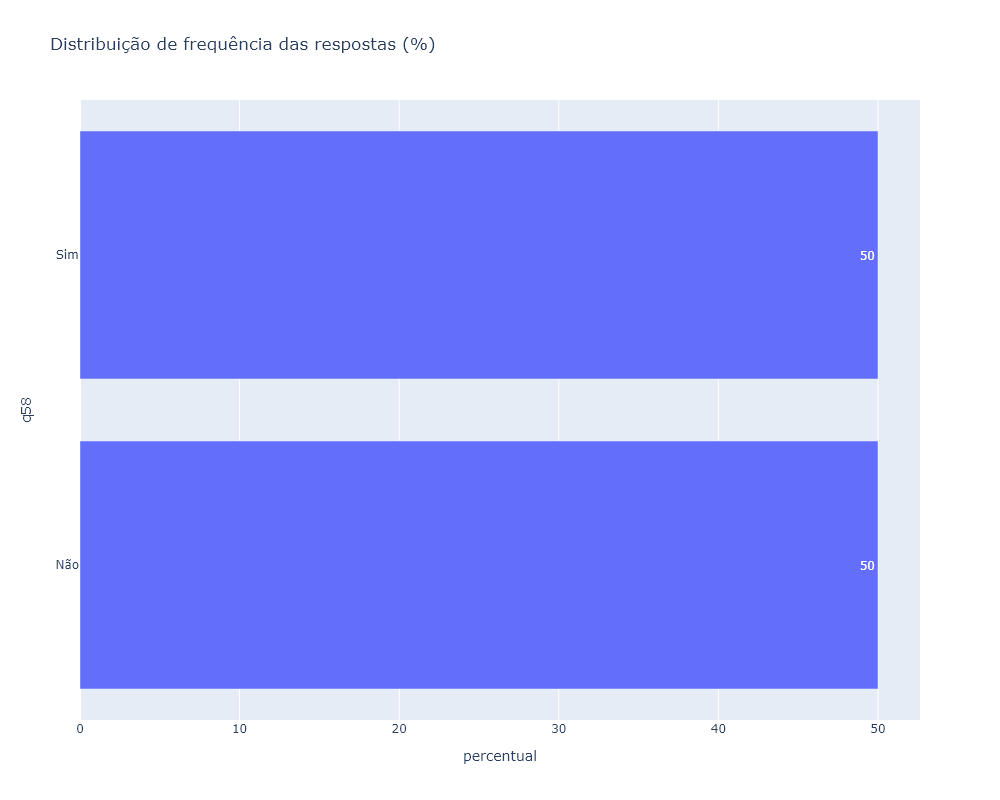 Distribuição de frequência das respostas (%)
Sim
50
q58
Não
50
0 10 20 30 40 50
percentual